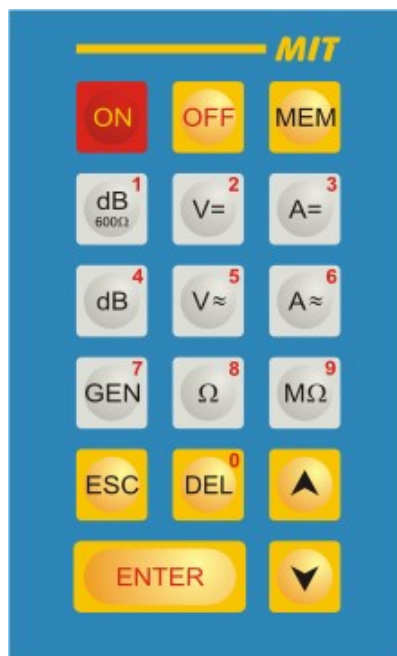 MIT
ON OFF MEM
1 2 3
dB V= A=
600Ω
4 5 6
dB V≈ A≈
7 8 9
GEN Ω MΩ
0
ESC DEL
ENTER